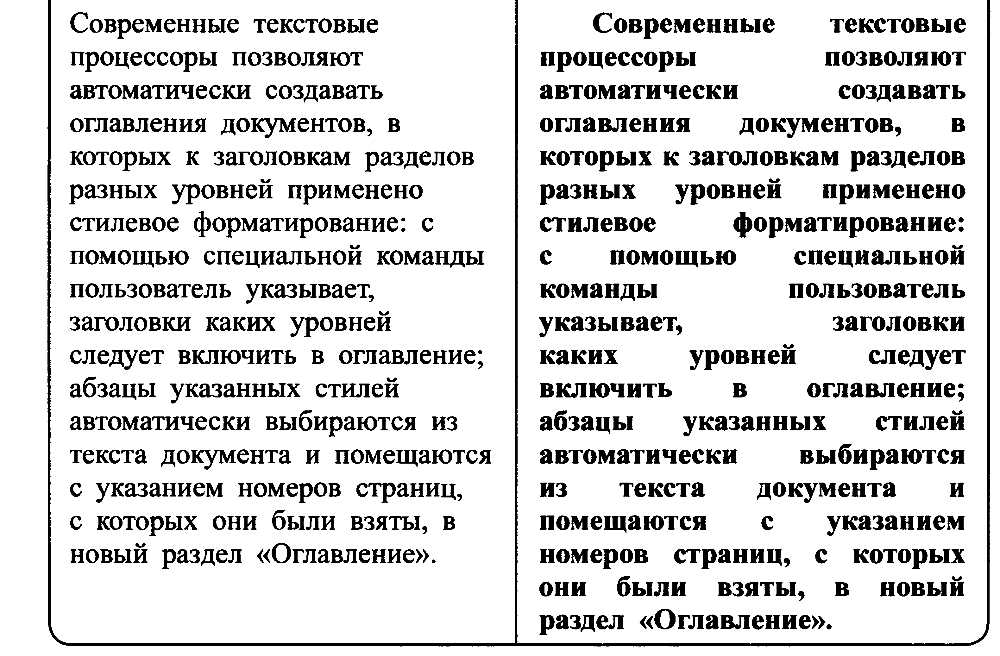 Современные текстовые
процессоры позволяют
автоматически создавать
оглавления документов, в
которых к заголовкам разделов
разных уровней применено
стилевое форматирование: с
помощью специальной команды
пользователь указывает,
заголовки каких уровней
следует включить в оглавление;
абзацы указанных стилей
автоматически выбираются из
текста документа и помещаются
с указанием номеров страниц,
с которых они были взяты, в
новый раздел «Оглавление».
Современные текстовые
процессоры позволяют
автоматически создавать
оглавления документов, в
которых к заголовкам разделов
разных уровней применено
стилевое форматирование:
с помощью специальной
команды пользователь
указывает, заголовки
каких уровней следует
включить в оглавление;
абзацы указанных стилей
автоматически выбираются
из текста документа и
помещаются с указанием
номеров страниц, с которых
они были взяты, в новый
раздел «Оглавление».